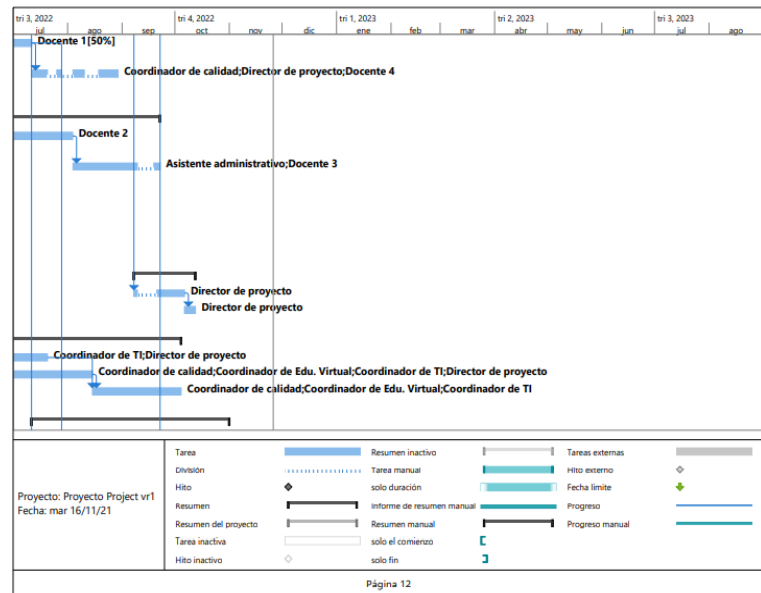 tri 3, 2022 tri 4, 2022 tri 1, 2023 tri 2, 2023 tri 3, 2023
jul ago sep oct nov dic ene feb mar abr may jun jul ago
Docente 1[50%]
Coordinador de calidad;Director de proyecto;Docente 4
Docente 2
Asistente administrativo;Docente 3
Director de proyecto
Director de proyecto
Coordinador de TI;Director de proyecto
Coordinador de calidad;Coordinador de Edu. Virtual;Coordinador de TI;Director de proyecto
Coordinador de calidad;Coordinador de Edu. Virtual;Coordinador de TI
Proyecto: Proyecto Project vr1
Fecha: mar 16/11/21
Tarea Resumen inactivo Tareas externas
División Tarea manual Hito externo
Hito solo duración Fecha límite
Resumen Informe de resumen manual Progreso
Resumen del proyecto Resumen manual Progreso manual
Tarea inactiva solo el comienzo
Hito inactivo solo fin
Página 12